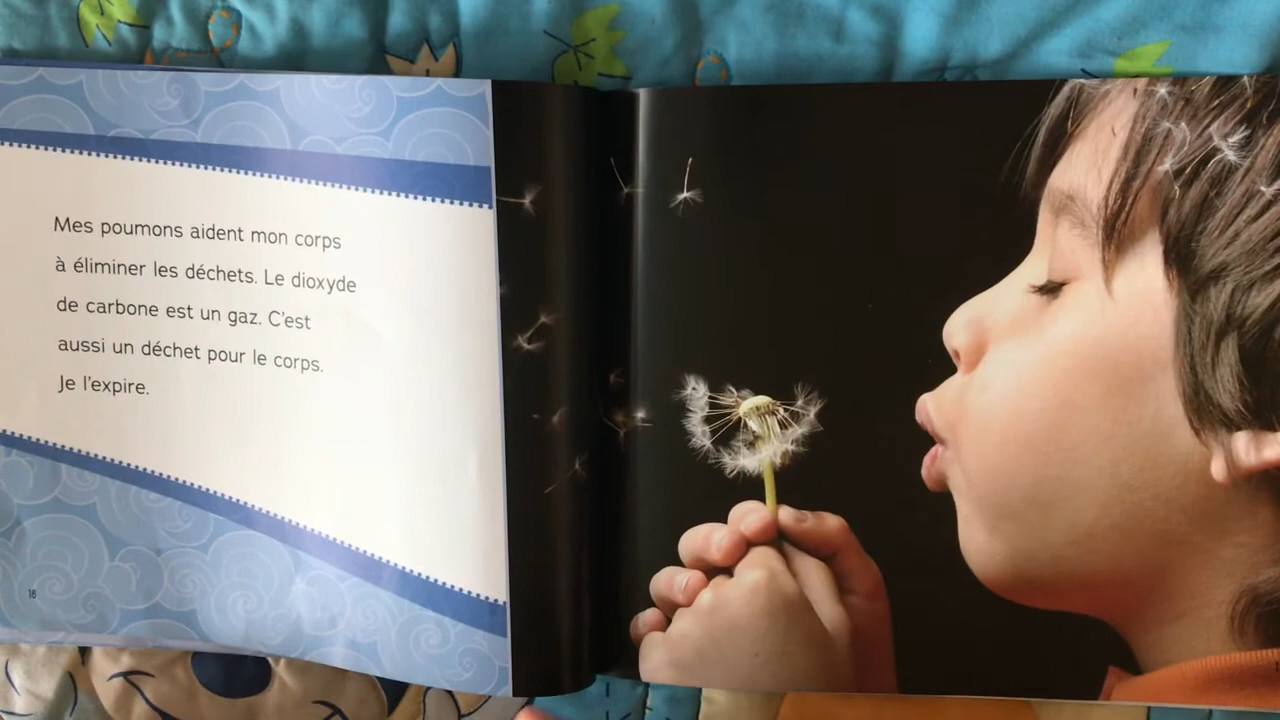 Mes poumons aident mon corps
à éliminer les déchets. Le dioxyde
de carbone est un gaz. C'est
aussi un déchet pour le corps.
Je l'expire.
16